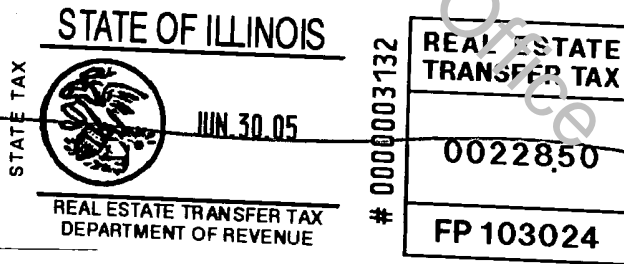 STATE OF ILLINOIS
STATE TAX
JUN. 30.05
REAL ESTATE TRANSFER TAX
DEPARTMENT OF REVENUE
# 0000003132
REAL ESTATE
TRANSFER TAX
0022850
FP 103024
Office